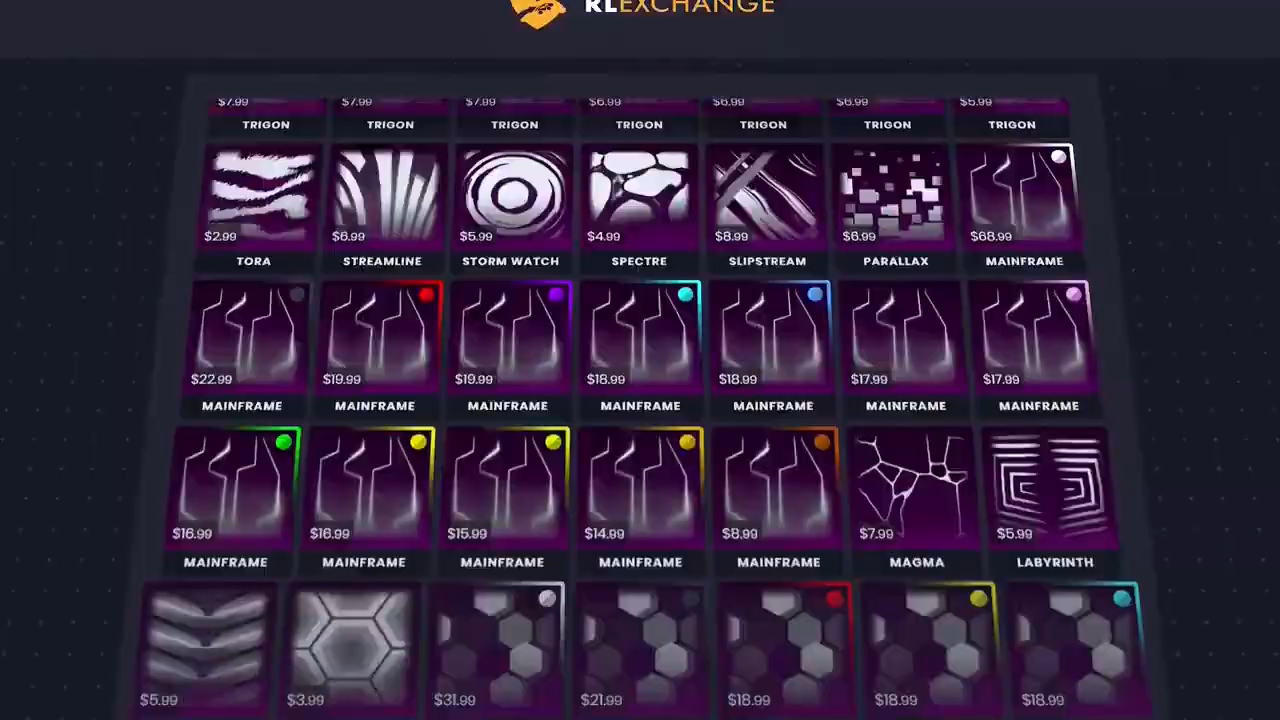 RLEXCHANGE
$7.99 $7.99 $7.99 $6.99 $6.99 $6.99 $5.99
TRIGON TRIGON TRIGON TRIGON TRIGON TRIGON TRIGON
$2.99 $6.99 $5.99 $4.99 $8.99 $6.99 $68.99
TORA STREAMLINE STORM WATCH SPECTRE SLIPSTREAM PARALLAX MAINFRAME
$22.99 $19.99 $19.99 $18.99 $18.99 $17.99 $17.99
MAINFRAME MAINFRAME MAINFRAME MAINFRAME MAINFRAME MAINFRAME MAINFRAME
$16.99 $16.99 $15.99 $14.99 $8.99 $7.99 $5.99
MAINFRAME MAINFRAME MAINFRAME MAINFRAME MAINFRAME MAGMA LABYRINTH
$5.99 $3.99 $31.99 $21.99 $18.99 $18.99 $18.99